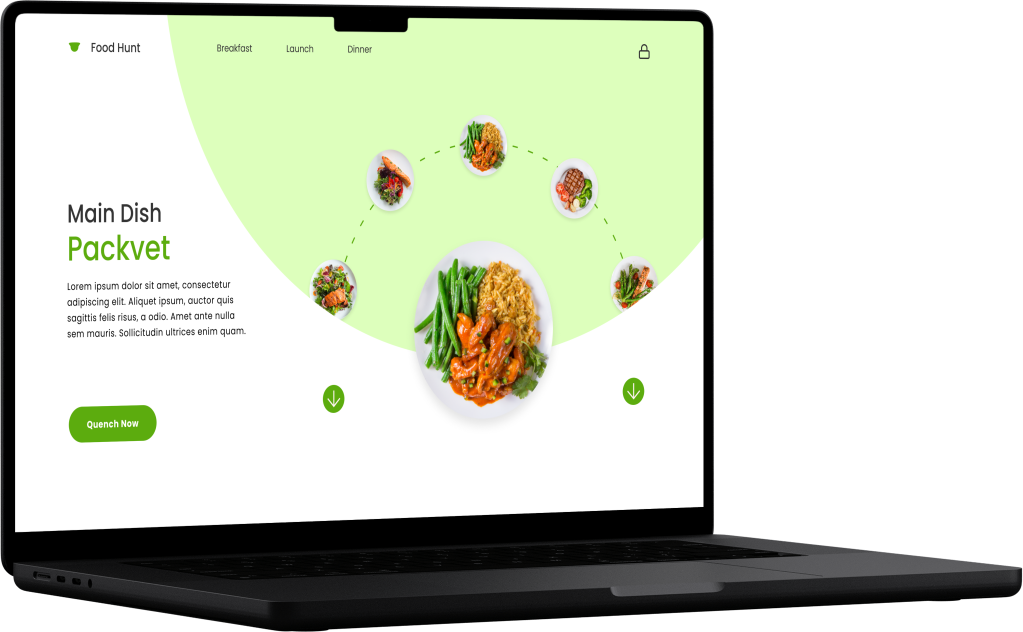 Food Hunt
Breakfast Launch Dinner
Main Dish
Packvet
Lorem ipsum dolor sit amet, consectetur
adipiscing elit. Aliquet ipsum, auctor quis
sagittis felis risus, a odio. Amet ante nulla
sem mauris. Sollicitudin ultrices enim quam.
Quench Now